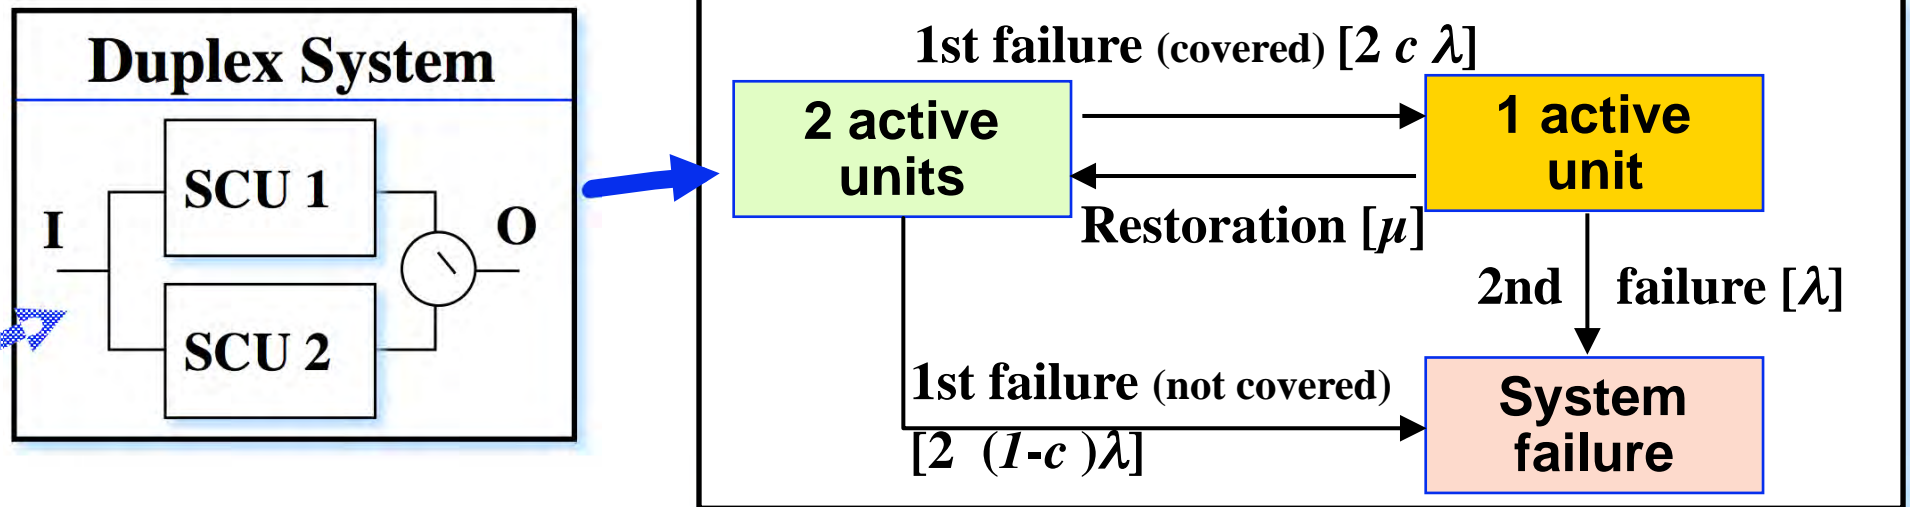 Duplex System
SCU 1
I
O
SCU 2
1st failure (covered) [2 c λ]
2 active
units
1 active
unit
Restoration [μ]
2nd failure [λ]
1st failure (not covered)
[2 (1-c )λ]
System
failure